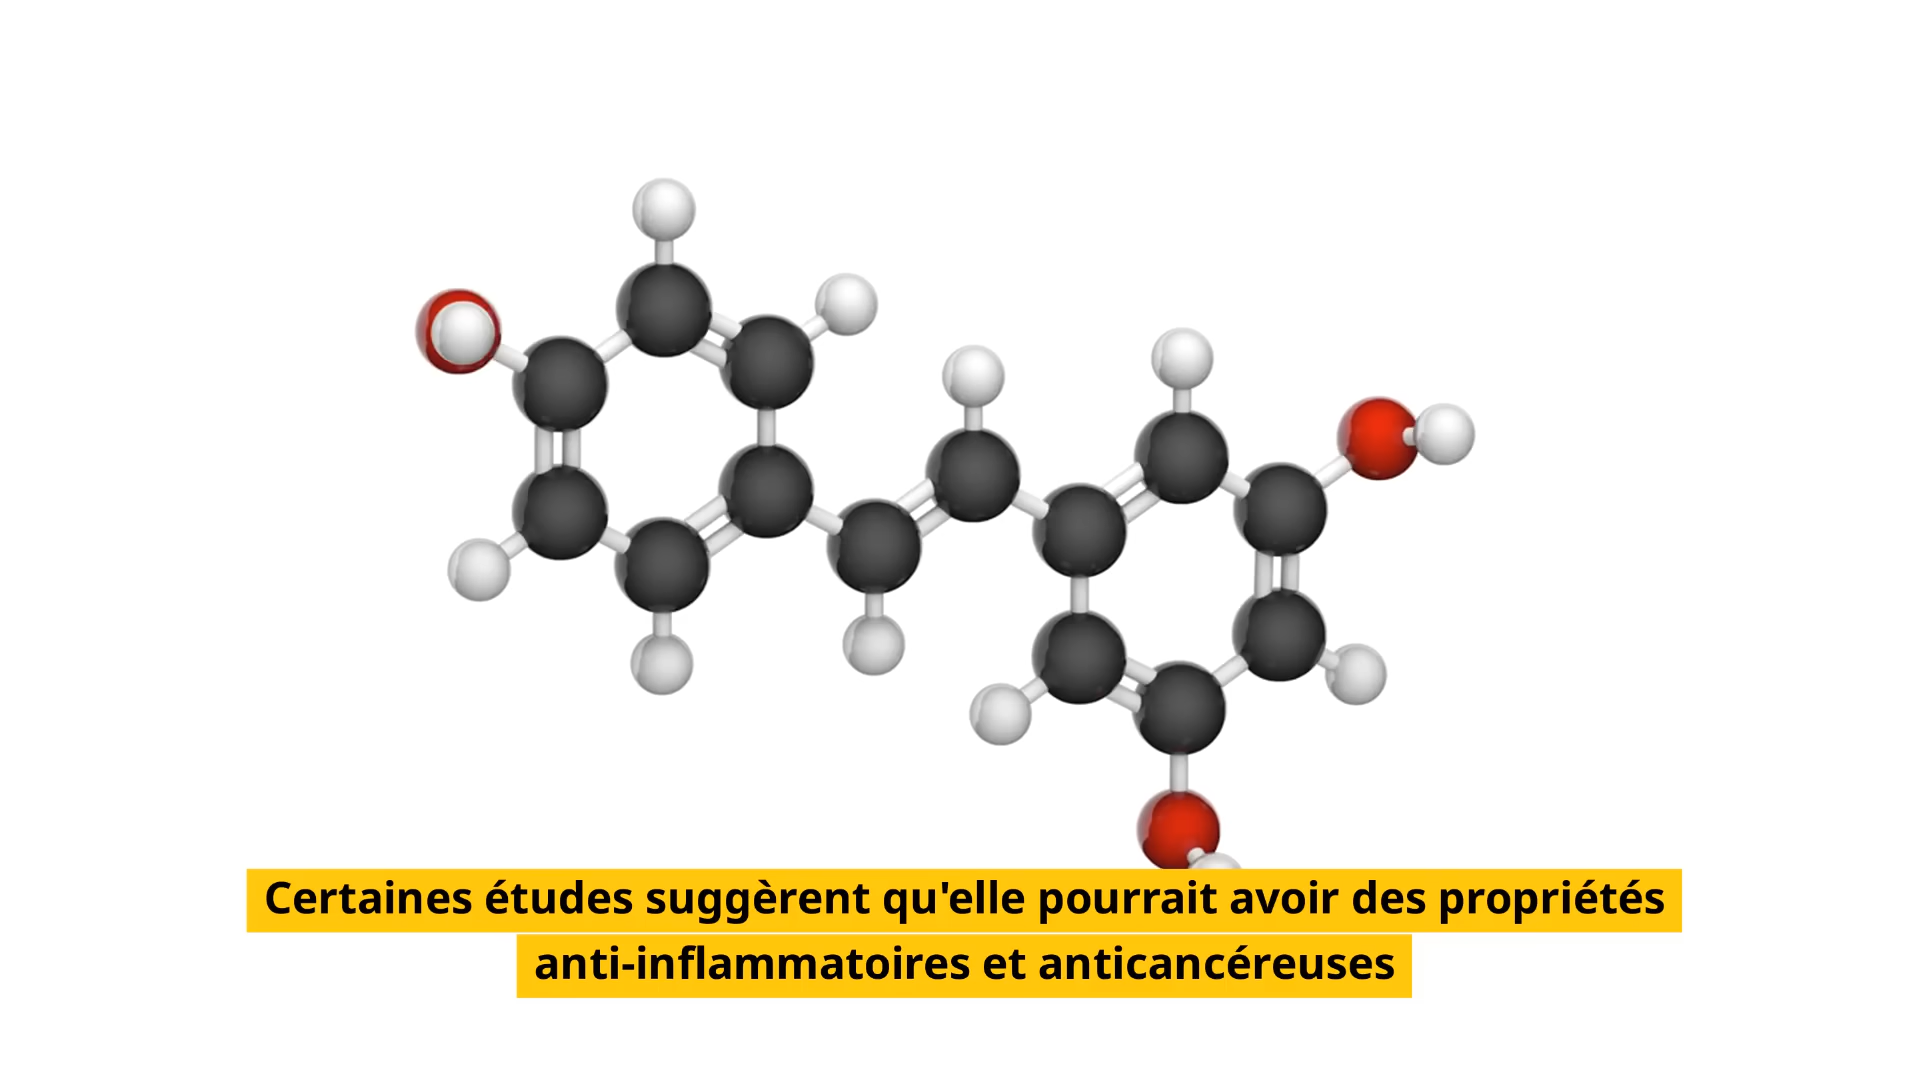 Certaines études suggèrent qu'elle pourrait avoir des propriétés
anti-inflammatoires et anticancéreuses